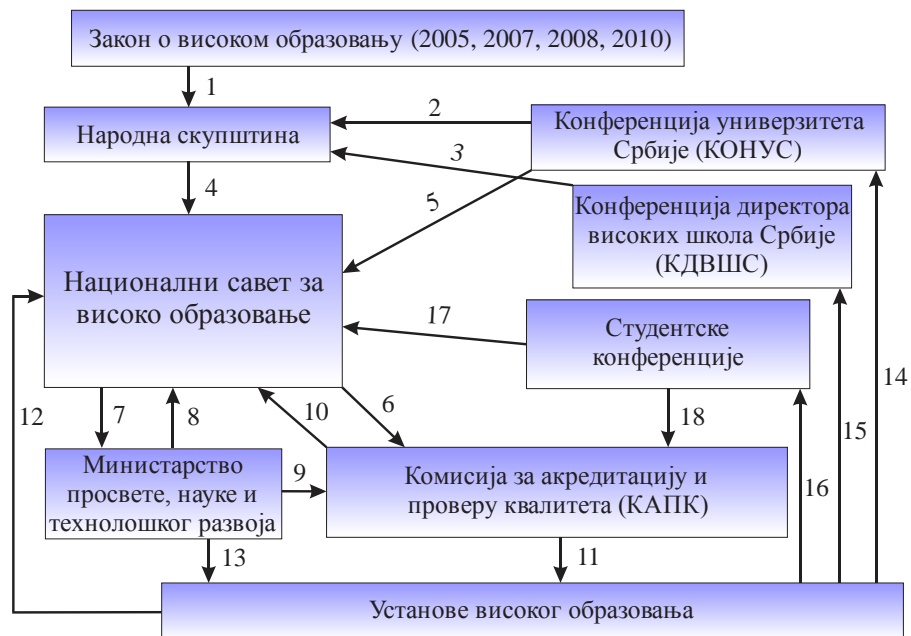 Закон о високом образовању (2005, 2007, 2008, 2010)
1
Народна скупштина
2
Конференција универзитета
Србије (КОНУС)
3
4
5
Конференција директора
високих школа Србије
(КДВШС)
Национални савет за
високо образовање
17
Студентске
конференције
14
12
7
8
10
6
18
15
16
Министарство
просвете, науке и
технолошког развоја
9
Комисија за акредитацију и
проверу квалитета (КАПК)
13
11
Установе високог образовања